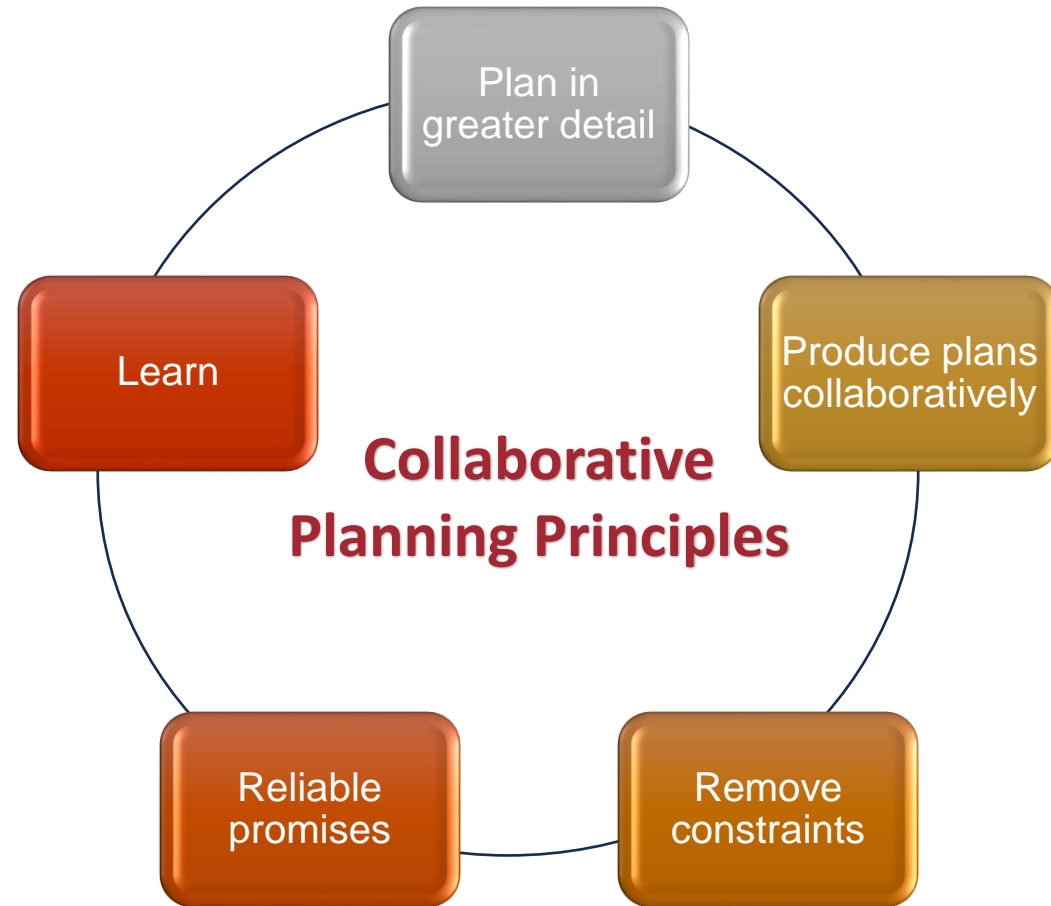 Plan in
greater detail
Produce plans
collaboratively
Learn
Collaborative
Planning Principles
Reliable
promises
Remove
constraints